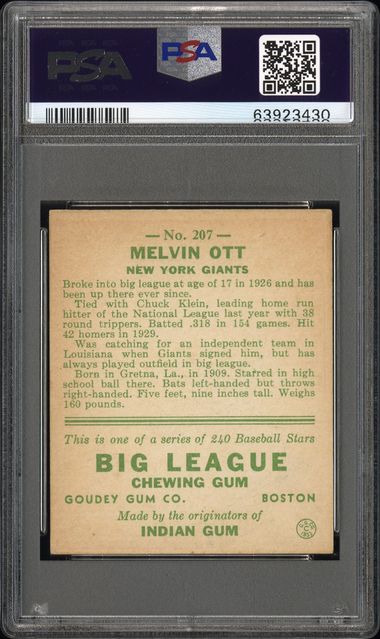 PSA
PSA
63923430
— No. 207 —
MELVIN OTT
NEW YORK GIANTS
Broke into big league at age of 17 in 1926 and has
been up there ever since.
Tied with Chuck Klein, leading home run
hitter of the National League last year with 38
round trippers. Batted .318 in 154 games. Hit
42 homers in 1929.
Was catching for an independent team in
Louisiana when Giants signed him, but has
always played outfield in big league.
Born in Gretna, La., in 1909. Starred in high
school ball there. Bats left-handed but throws
right-handed. Five feet, nine inches tall. Weighs
160 pounds.
This is one of a series of 240 Baseball Stars
BIG LEAGUE
CHEWING GUM
GOUDEY GUM CO. BOSTON
Made by the originators of
INDIAN GUM